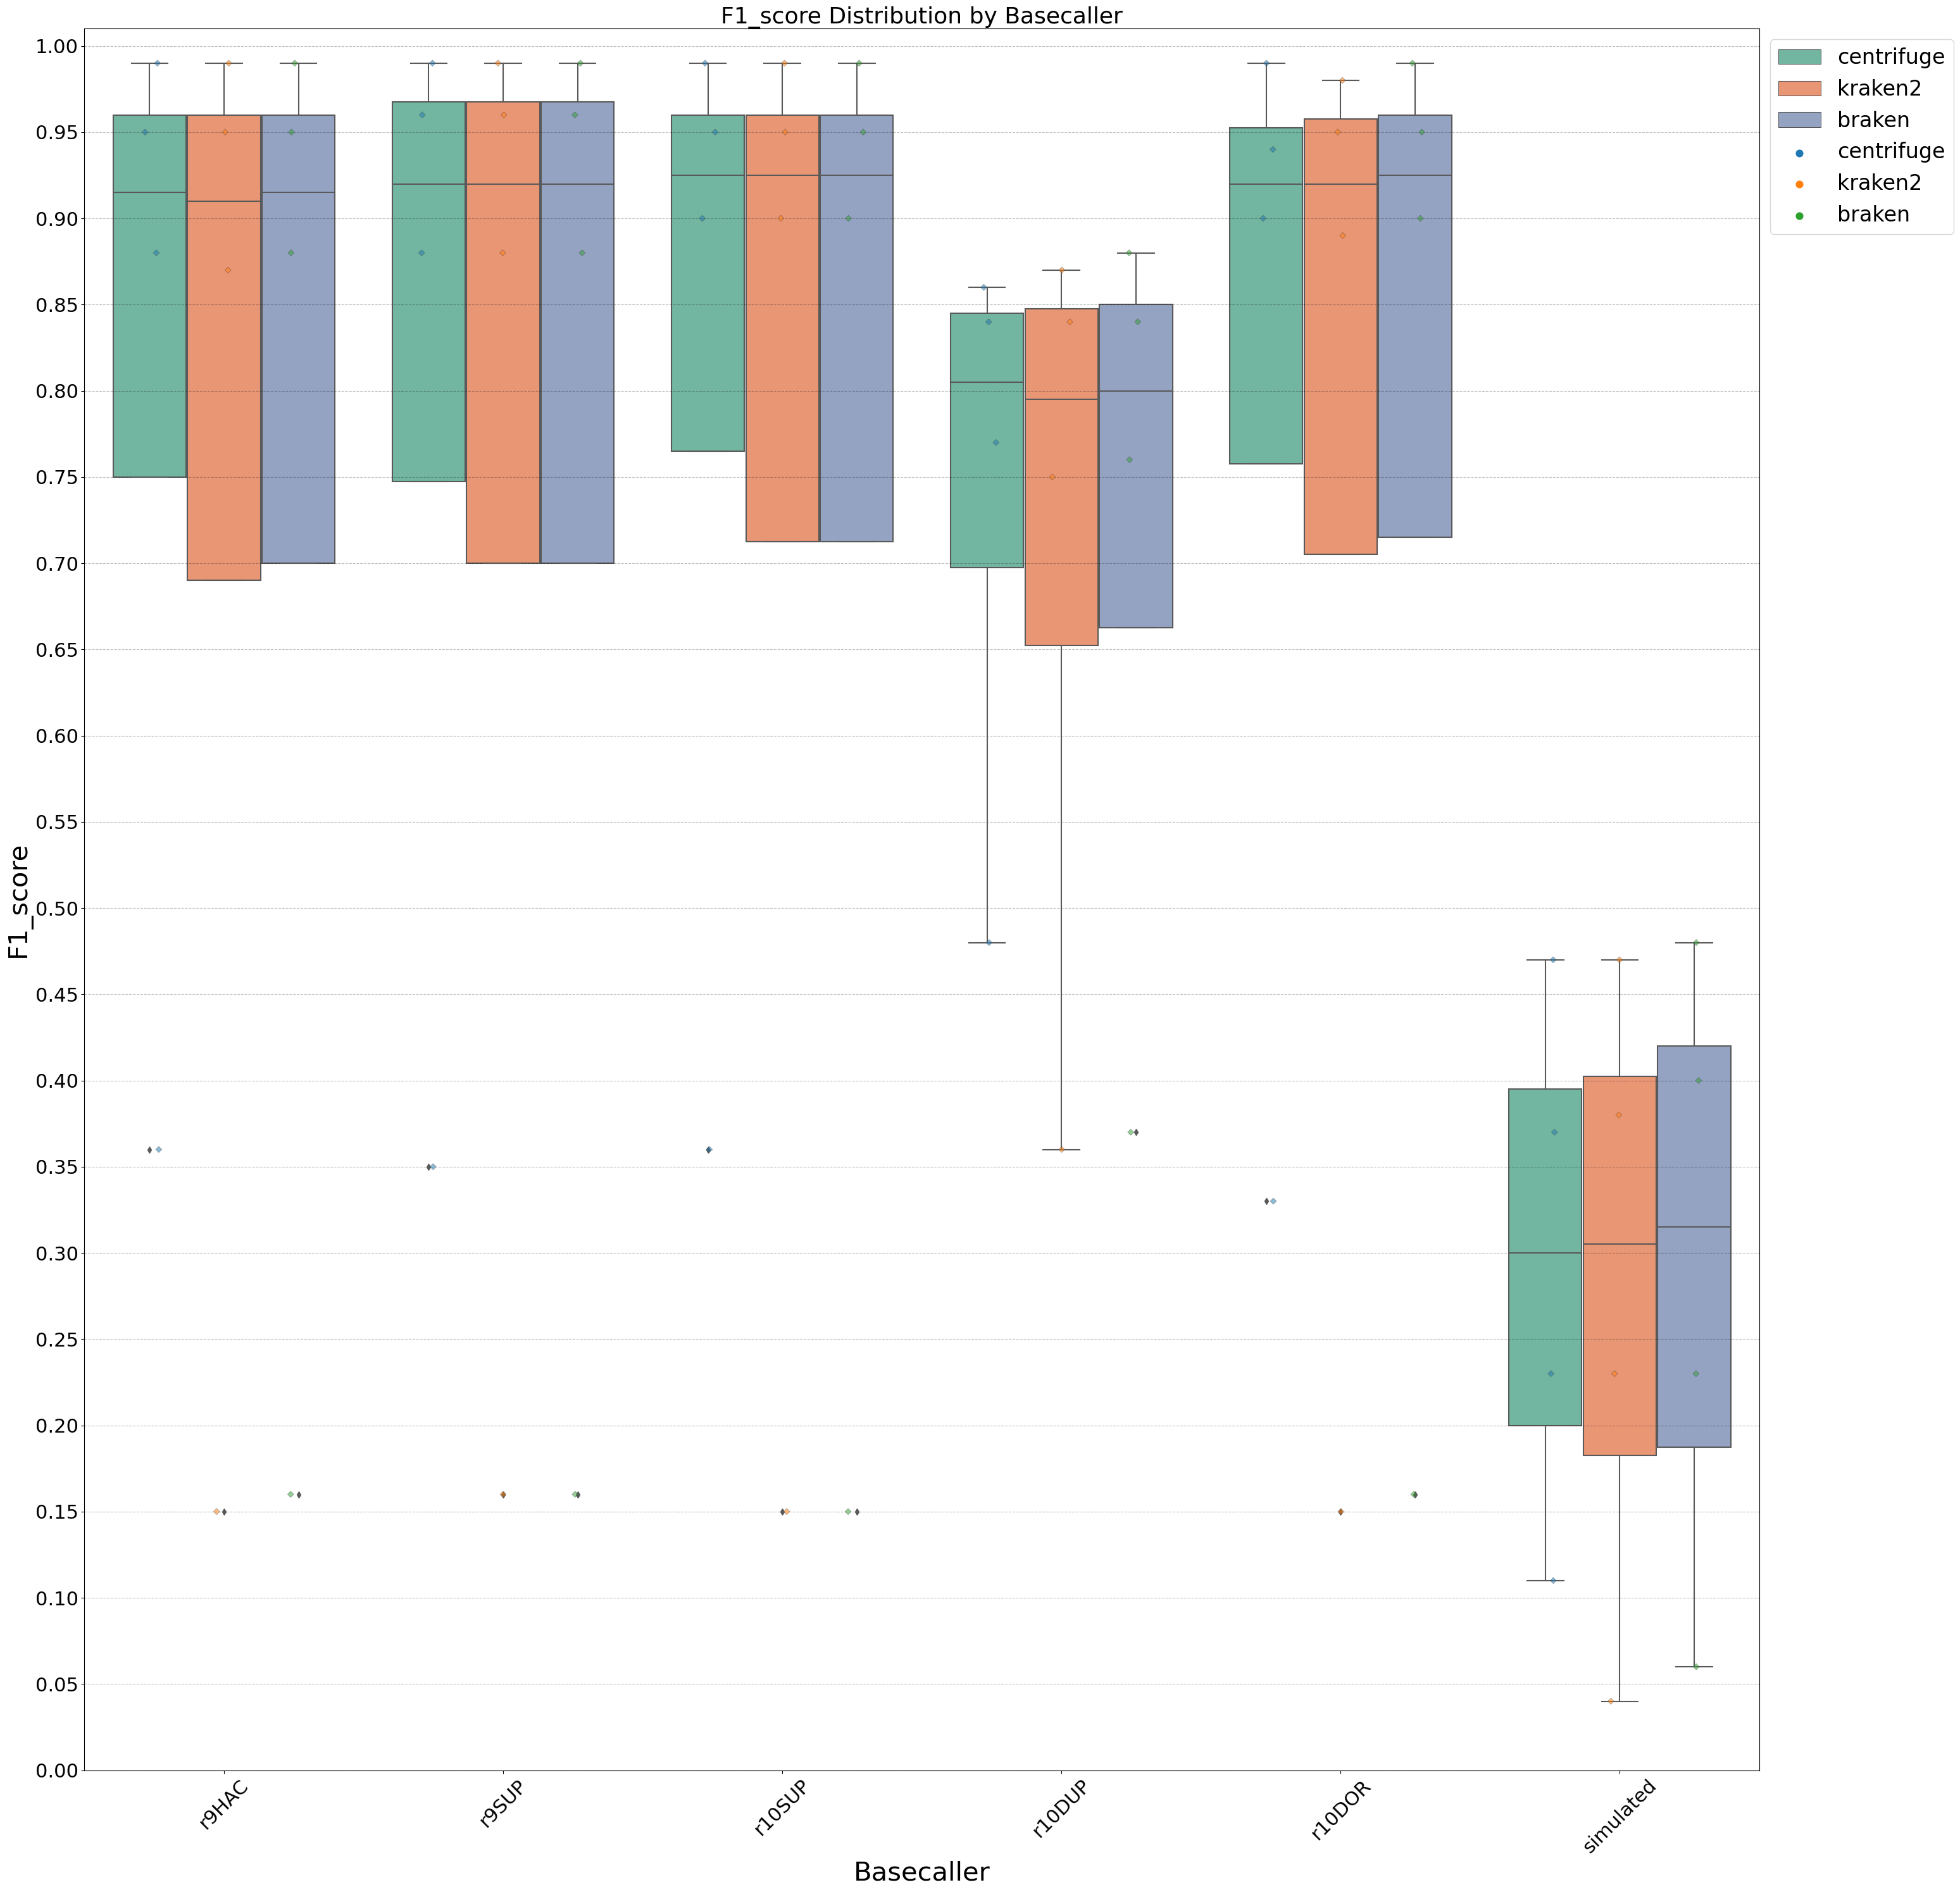 F1_score Distribution by Basecaller
1.00
0.95
0.90
0.85
0.80
0.75
0.70
0.65
0.60
0.55
0.50
0.45
0.40
0.35
0.30
0.25
0.20
0.15
0.10
0.05
0.00
F1_score
r9HAC
r9SUP
r10SUP
r10DUP
r10DOR
simulated
Basecaller
centrifuge
kraken2
braken
centrifuge
kraken2
braken